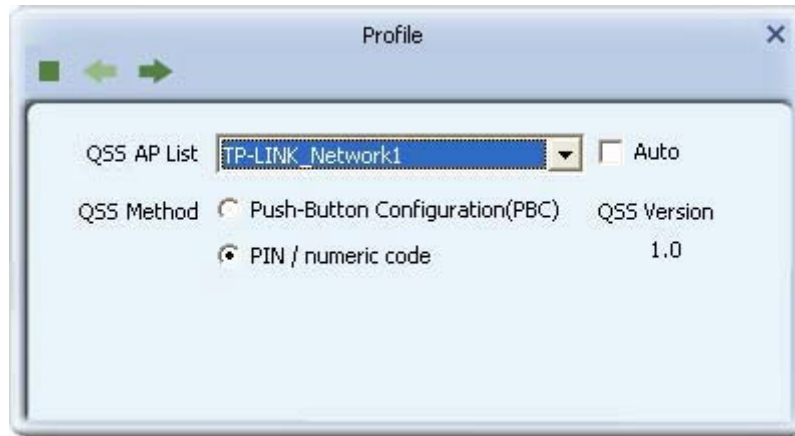 Profile
QSS AP List TP-LINK_Network1 Auto
QSS Method Push-Button Configuration(PBC) QSS Version
PIN / numeric code 1.0